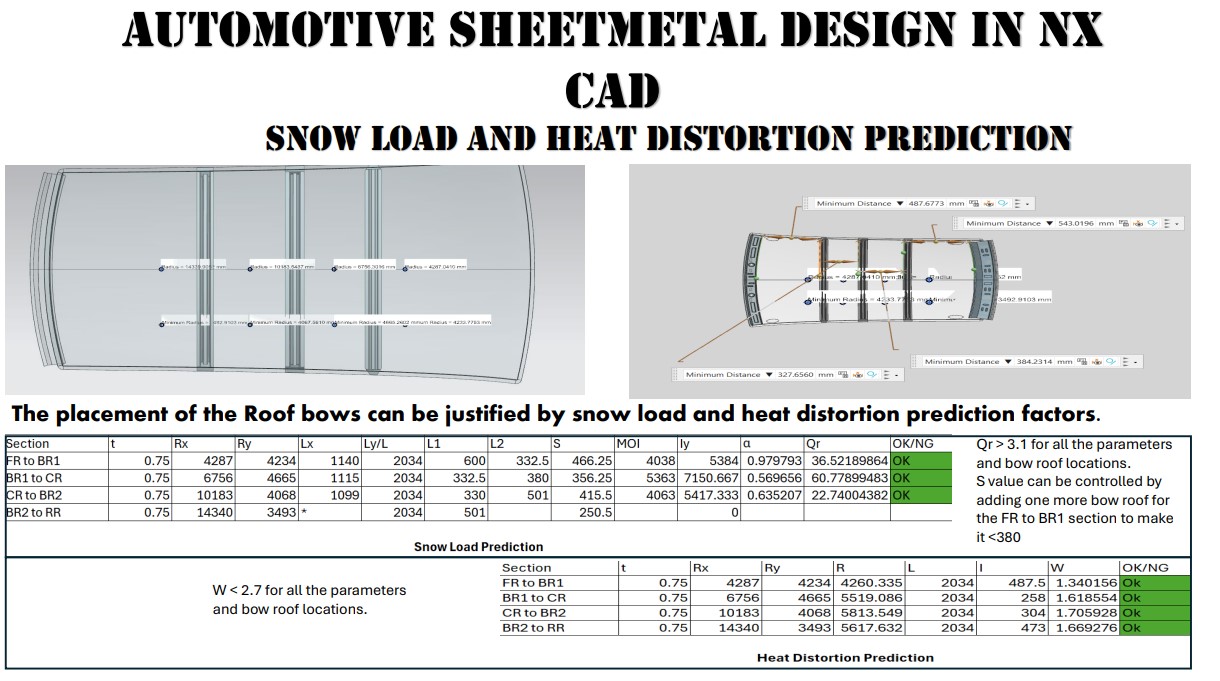 AUTOMOTIVE SHEETMETAL DESIGN IN NX
CAD
SNOW LOAD AND HEAT DISTORTION PREDICTION
Radius = 4287.0410 mm
Minimum Distance ▼ 487.6773 mm
Minimum Distance ▼ 543.0196 mm
3492.9103 mm
Minimum Distance ▼ 384.2314 mm
Minimum Distance ▼ 327.6560 mm
The placement of the Roof bows can be justified by snow load and heat distortion prediction factors.
Section t Rx Ry Lx Ly/L L1 L2 S MOI Iy α Qr OK/NG
FR to BR1 0.75 4287 4234 1140 2034 600 332.5 466.25 4038 5384 0.979793 36.52189864 OK
BR1 to CR 0.75 6756 4665 1115 2034 332.5 380 356.25 5363 7150.667 0.569656 60.77899483 OK
CR to BR2 0.75 10183 4068 1099 2034 330 501 415.5 4063 5417.333 0.635207 22.74004382 OK
BR2 to RR 0.75 14340 3493 * 2034 501 250.5 0
Snow Load Prediction
Qr > 3.1 for all the parameters
and bow roof locations.
S value can be controlled by
adding one more bow roof for
the FR to BR1 section to make
it <380
W < 2.7 for all the parameters
and bow roof locations.
Section t Rx Ry R L l W OK/NG
FR to BR1 0.75 4287 4234 4260.335 2034 487.5 1.340156 Ok
BR1 to CR 0.75 6756 4665 5519.086 2034 258 1.618554 Ok
CR to BR2 0.75 10183 4068 5813.549 2034 304 1.705928 Ok
BR2 to RR 0.75 14340 3493 5617.632 2034 473 1.669276 Ok
Heat Distortion Prediction